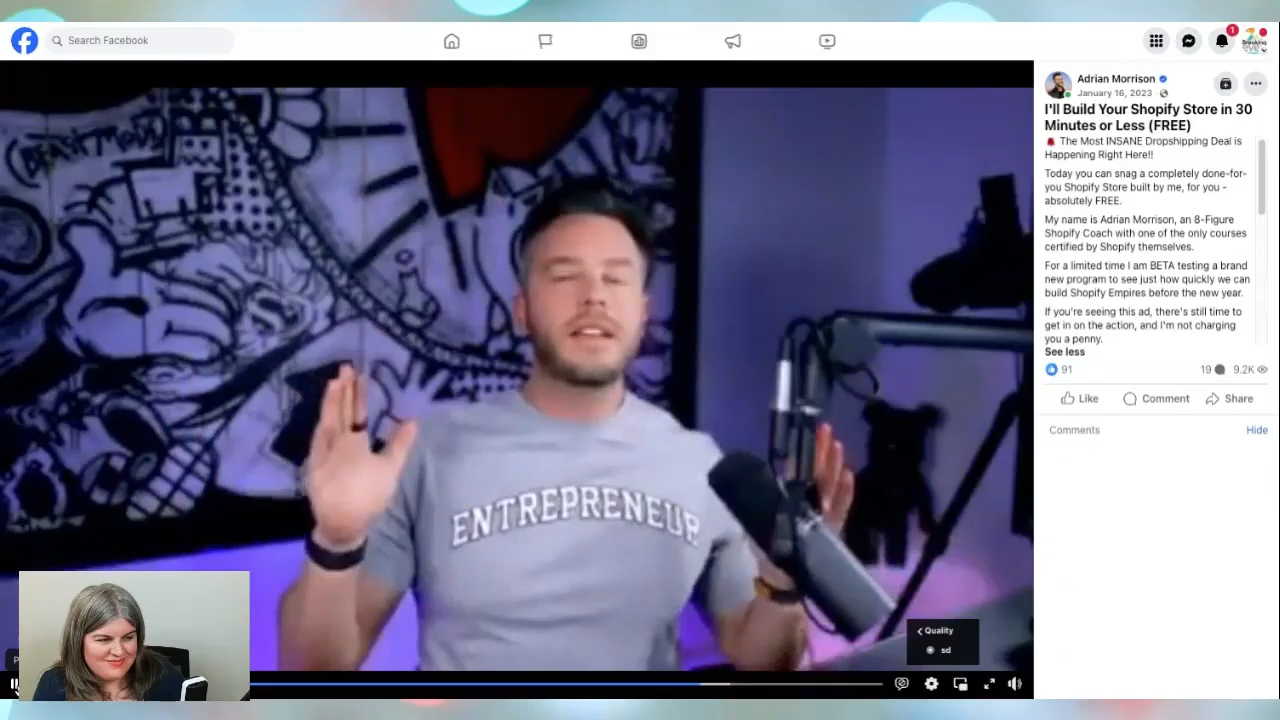 Search Facebook
1
Adrian Morrison
January 16, 2023 ·
I'll Build Your Shopify Store in 30
Minutes or Less (FREE)
The Most INSANE Dropshipping Deal is
Happening Right Here!!
Today you can snag a completely done-for-
you Shopify Store built by me, for you -
absolutely FREE.
My name is Adrian Morrison, an 8-Figure
Shopify Coach with one of the only courses
certified by Shopify themselves.
For a limited time I am BETA testing a brand
new program to see just how quickly we can
build Shopify Empires before the new year.
If you're seeing this ad, there's still time to
get in on the action, and I'm not charging
you a penny.
See less
91
19
9.2K
Like
Comment
Share
Comments
Hide
ENTREPRENEUR
Quality
sd